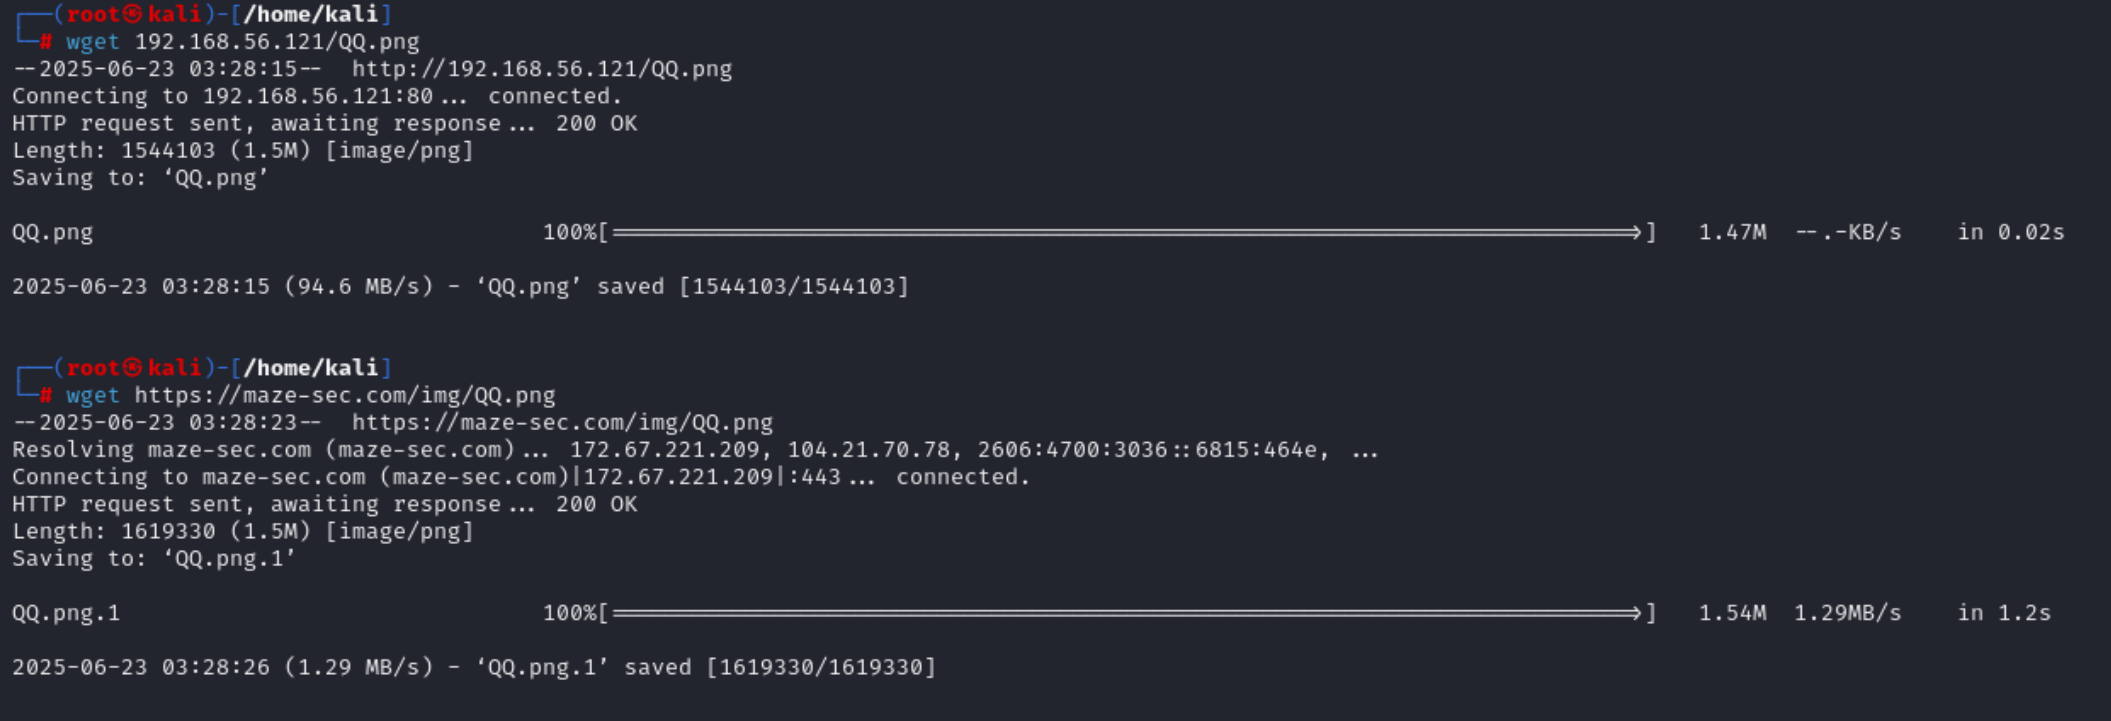 ┌──(root㉿kali)-[/home/kali]
└─# wget 192.168.56.121/QQ.png
--2025-06-23 03:28:15--  http://192.168.56.121/QQ.png
Connecting to 192.168.56.121:80... connected.
HTTP request sent, awaiting response... 200 OK
Length: 1544103 (1.5M) [image/png]
Saving to: ‘QQ.png’
QQ.png 100%[===================>] 1.47M --.-KB/s in 0.02s
2025-06-23 03:28:15 (94.6 MB/s) - ‘QQ.png’ saved [1544103/1544103]
┌──(root㉿kali)-[/home/kali]
└─# wget https://maze-sec.com/img/QQ.png
--2025-06-23 03:28:23--  https://maze-sec.com/img/QQ.png
Resolving maze-sec.com (maze-sec.com)... 172.67.221.209, 104.21.70.78, 2606:4700:3036::6815:464e, ...
Connecting to maze-sec.com (maze-sec.com)|172.67.221.209|:443... connected.
HTTP request sent, awaiting response... 200 OK
Length: 1619330 (1.5M) [image/png]
Saving to: ‘QQ.png.1’
QQ.png.1 100%[===================>] 1.54M 1.29MB/s in 1.2s
2025-06-23 03:28:26 (1.29 MB/s) - ‘QQ.png.1’ saved [1619330/1619330]